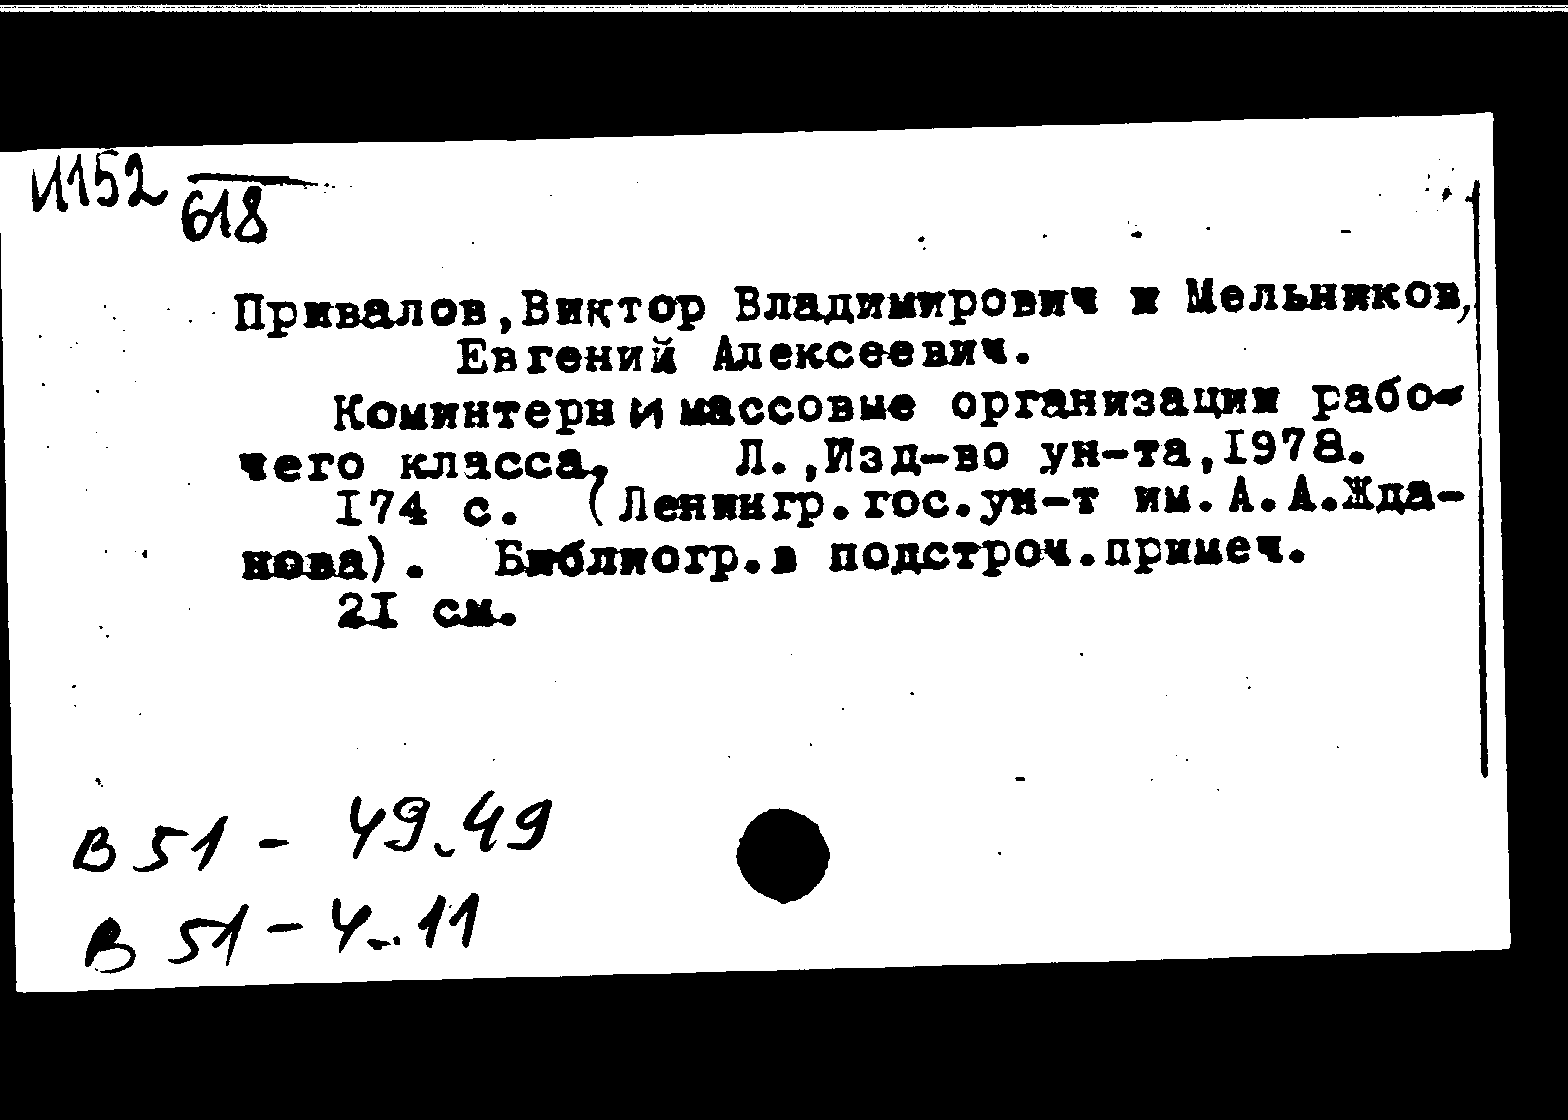 И152
618
Привалов,Виктор Владимирович и Мельников,
Евгений Алексеевич.
Коминтерн и массовые организации рабо-
чего класса. Л.,Изд-во ун-та,1978.
174 с. (Ленингр.гос.ун-т им.А.А.Жда-
нова). Библиогр.в подстроч.примеч.
21 см.
В 51 - 49.49
В 51 - 4..11